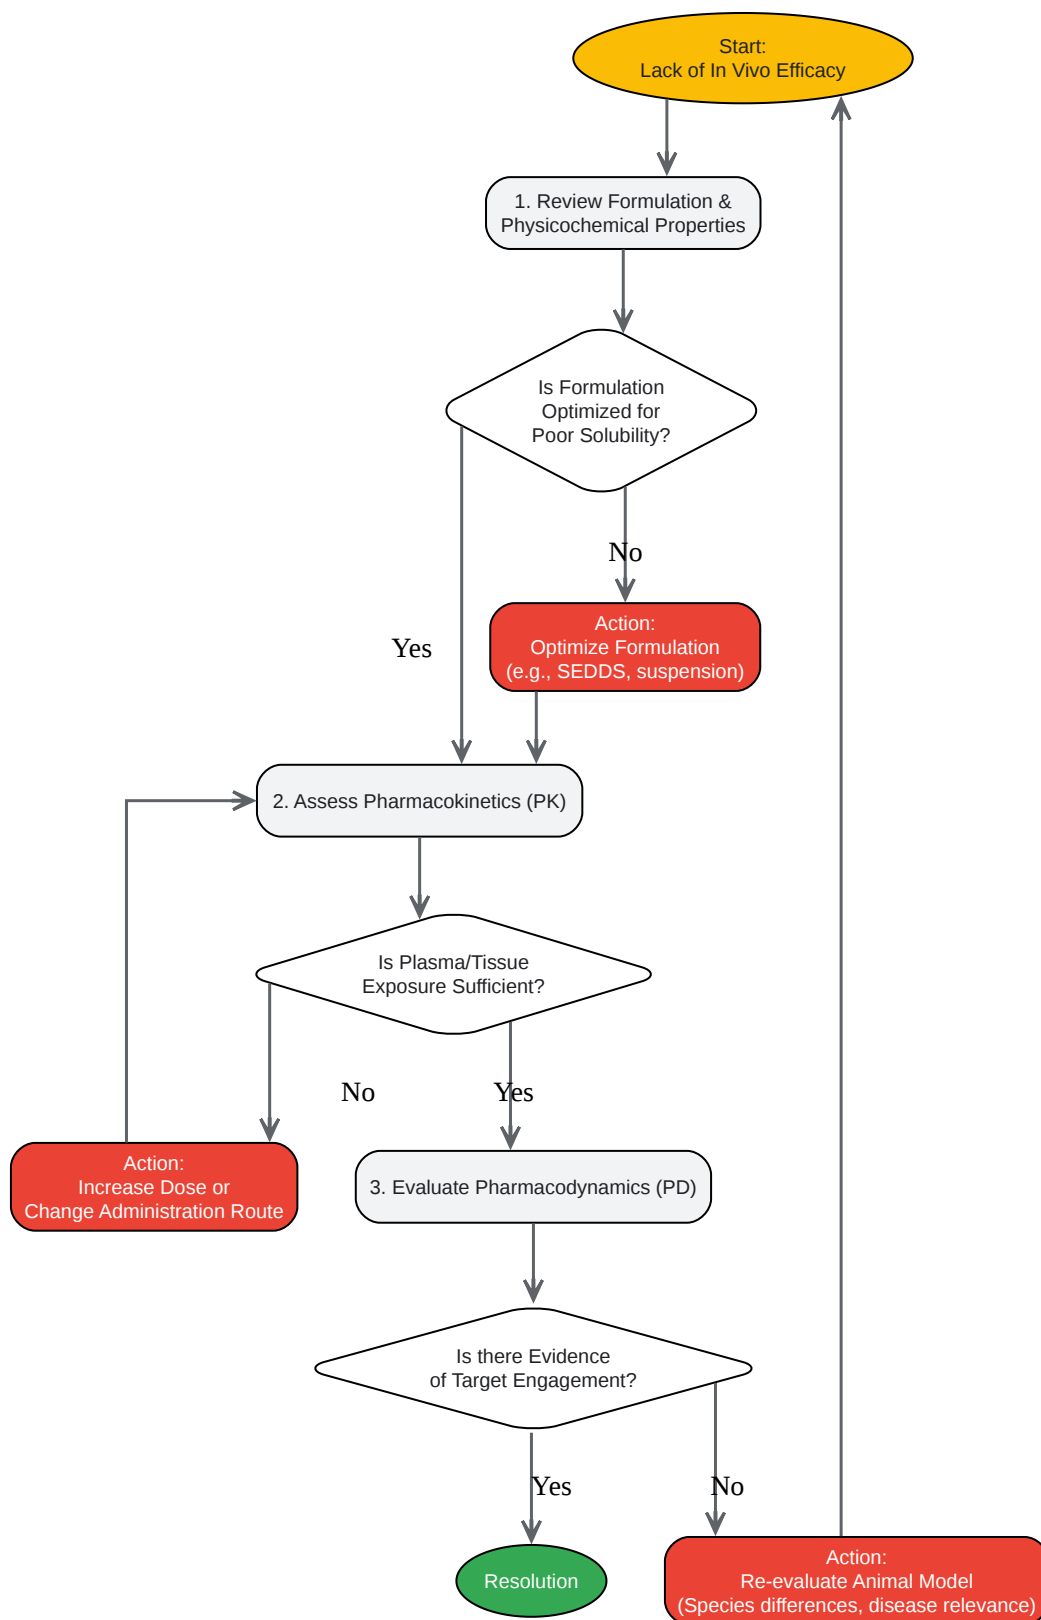 Start:
Lack of In Vivo Efficacy
1. Review Formulation &
Physicochemical Properties
Is Formulation
Optimized for
Poor Solubility?
No
Yes
Action:
Optimize Formulation
(e.g., SEDDS, suspension)
2. Assess Pharmacokinetics (PK)
Is Plasma/Tissue
Exposure Sufficient?
No
Yes
Action:
Increase Dose or
Change Administration Route
3. Evaluate Pharmacodynamics (PD)
Is there Evidence
of Target Engagement?
Yes
No
Resolution
Action:
Re-evaluate Animal Model
(Species differences, disease relevance)